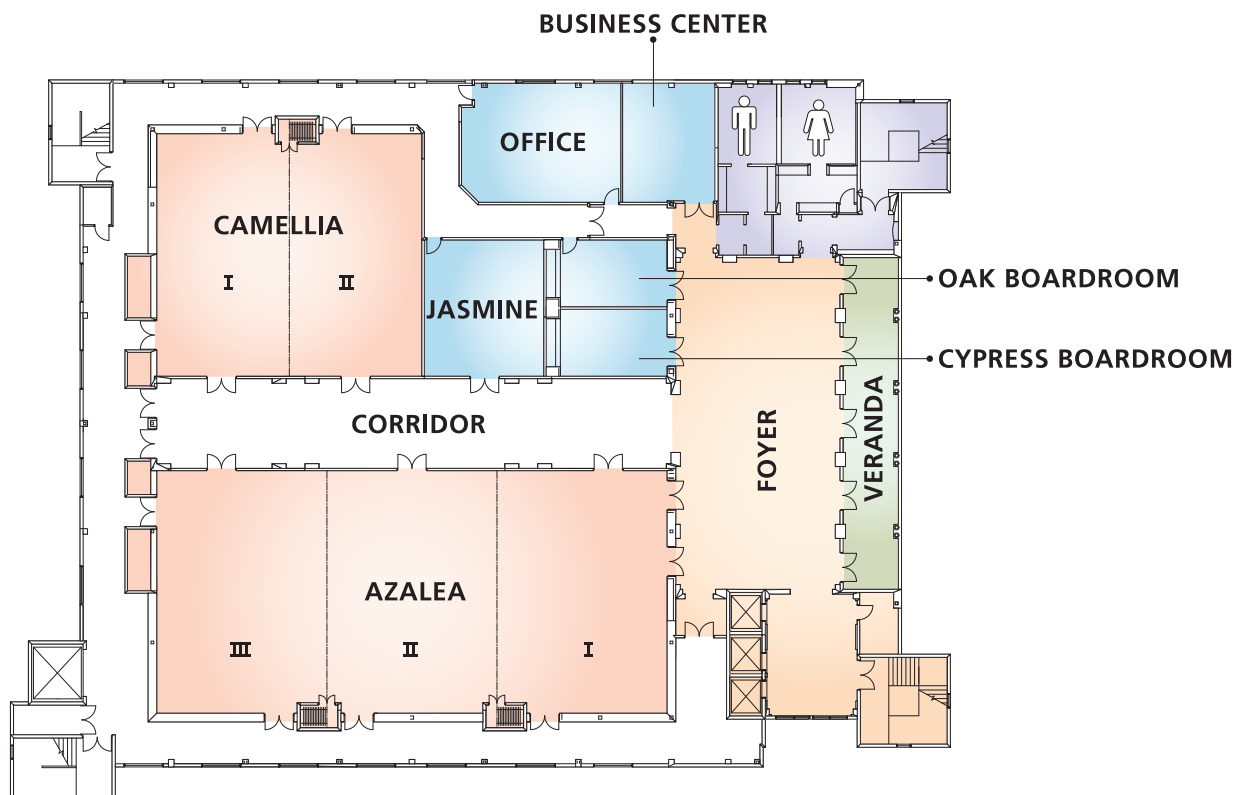 BUSINESS CENTER
OFFICE
CAMELLIA
I II
JASMINE
OAK BOARDROOM
CYPRESS BOARDROOM
CORRIDOR
FOYER
VERANDA
AZALEA
III II I